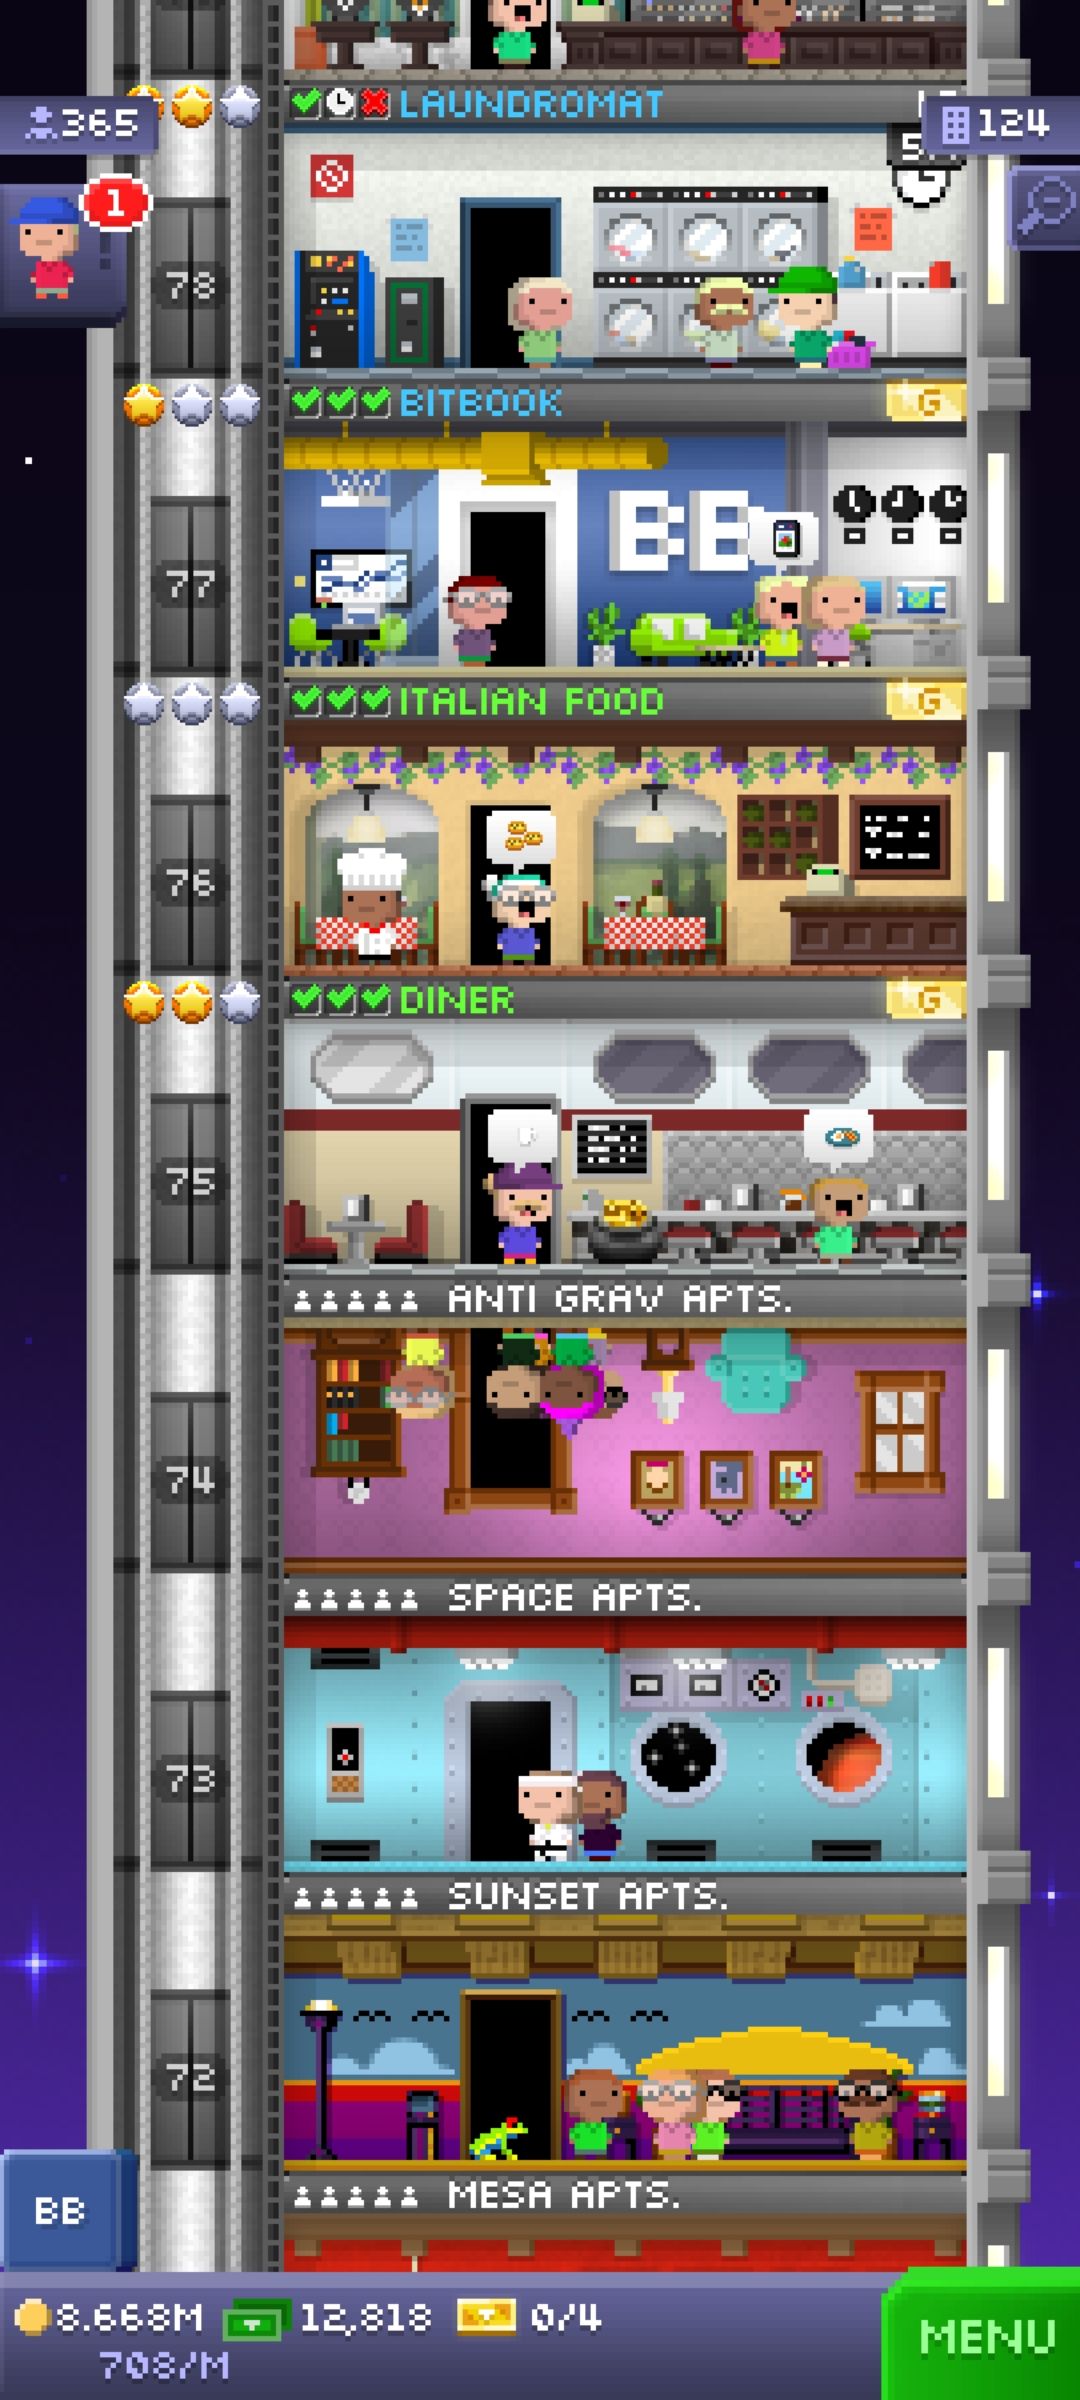 LAUNDROMAT
365
124
1
78
BITBOOK G
BB
77
ITALIAN FOOD G
76
DINER G
75
ANTI GRAV APTS.
74
SPACE APTS.
73
SUNSET APTS.
72
MESA APTS.
BB
8.668M 12,818 0/4
708/M
MENU